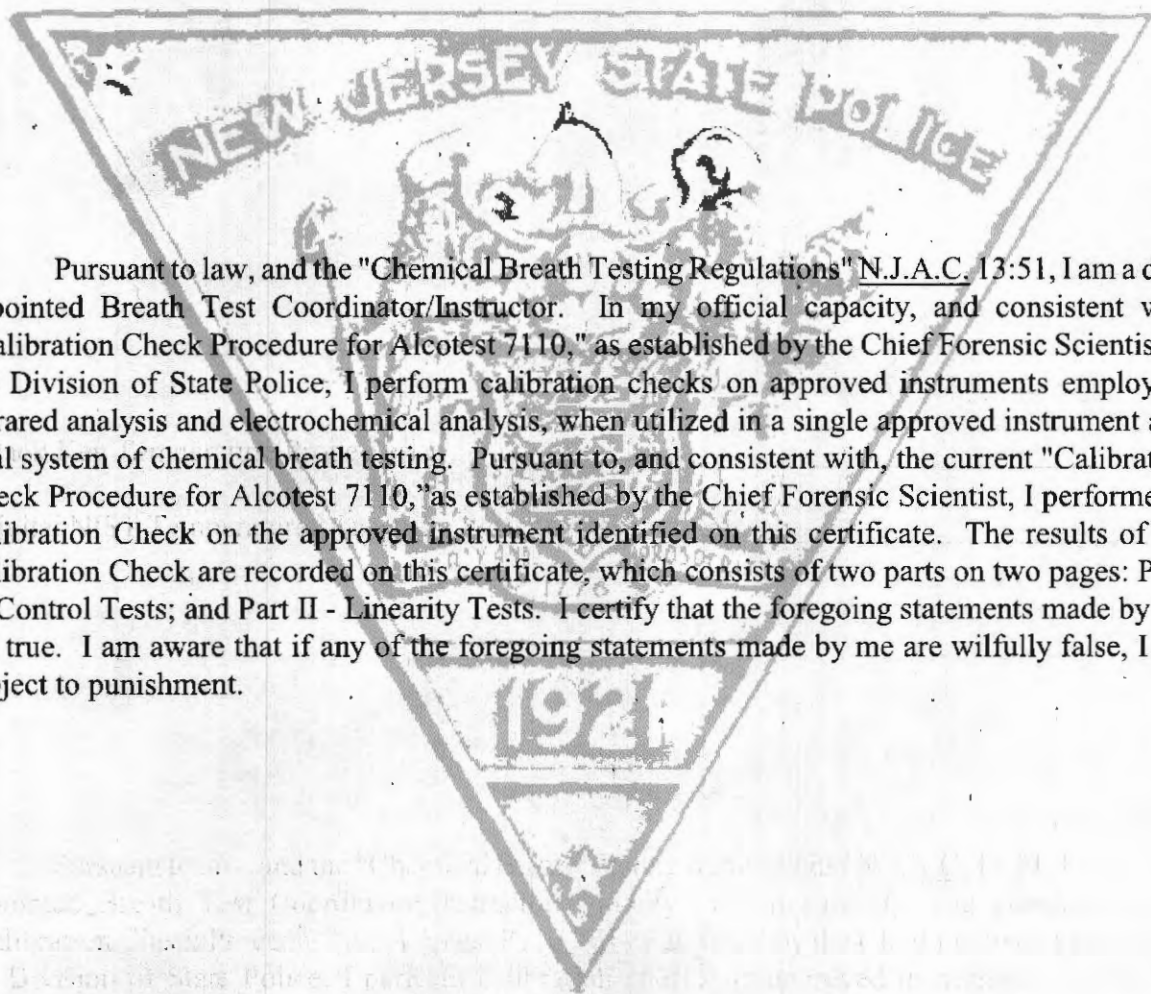 NEW JERSEY STATE POLICE
Pursuant to law, and the "Chemical Breath Testing Regulations" N.J.A.C. 13:51, I am a d
pointed Breath Test Coordinator/Instructor. In my official capacity, and consistent w
alibration Check Procedure for Alcotest 7110," as established by the Chief Forensic Scientis
Division of State Police, I perform calibration checks on approved instruments employ
rared analysis and electrochemical analysis, when utilized in a single approved instrument a
al system of chemical breath testing. Pursuant to, and consistent with, the current "Calibrat
eck Procedure for Alcotest 7110,"as established by the Chief Forensic Scientist, I performe
libration Check on the approved instrument identified on this certificate. The results of
libration Check are recorded on this certificate, which consists of two parts on two pages: P
Control Tests; and Part II - Linearity Tests. I certify that the foregoing statements made by
true. I am aware that if any of the foregoing statements made by me are wilfully false, I
ject to punishment.
1921